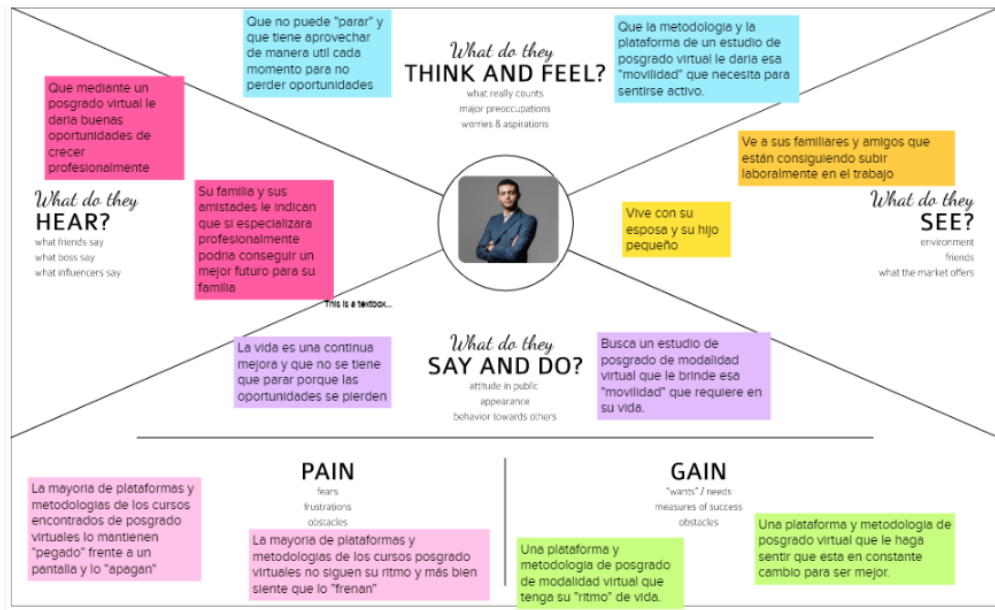 Que no puede "parar" y
que tiene aprovechar
de manera util cada
momento para no
perder oportunidades
What do they
THINK AND FEEL?
what really counts
major preoccupations
worries & aspirations
Que la metodologia y la
plataforma de un estudio de
posgrado virtual le daria esa
"movilidad" que necesita para
sentirse activo.
Que mediante un
posgrado virtual le
daria buenas
oportunidades de
crecer
profesionalmente
What do they
HEAR?
what friends say
what boss say
what influencers say
Su familia y sus
amistades le indican
que si especializara
profesionalmente
podria conseguir un
mejor futuro para su
familia
This is a textbox...
Ve a sus familiares y amigos que
están consiguiendo subir
laboralmente en el trabajo
Vive con su
esposa y su hijo
pequeño
What do they
SEE?
environment
friends
what the market offers
La vida es una continua
mejora y que no se tiene
que parar porque las
oportunidades se pierden
What do they
SAY AND DO?
attitude in public
appearance
behavior towards others
Busca un estudio de
posgrado de modalidad
virtual que le brinde esa
"movilidad" que requiere en
su vida.
PAIN
fears
frustrations
obstacles
La mayoria de plataformas y
metodologias de los cursos
encontrados de posgrado
virtuales lo mantienen
"pegado" frente a un
pantalla y lo "apagan"
La mayoria de plataformas y
metodologias de los cursos posgrado
virtuales no siguen su ritmo y más bien
siente que lo "frenan"
GAIN
"wants" / needs
measures of success
obstacles
Una plataforma y
metodologia de posgrado
de modalidad virtual que
tenga su "ritmo" de vida.
Una plataforma y metodologia de
posgrado virtual que le haga
sentir que esta en constante
cambio para ser mejor.